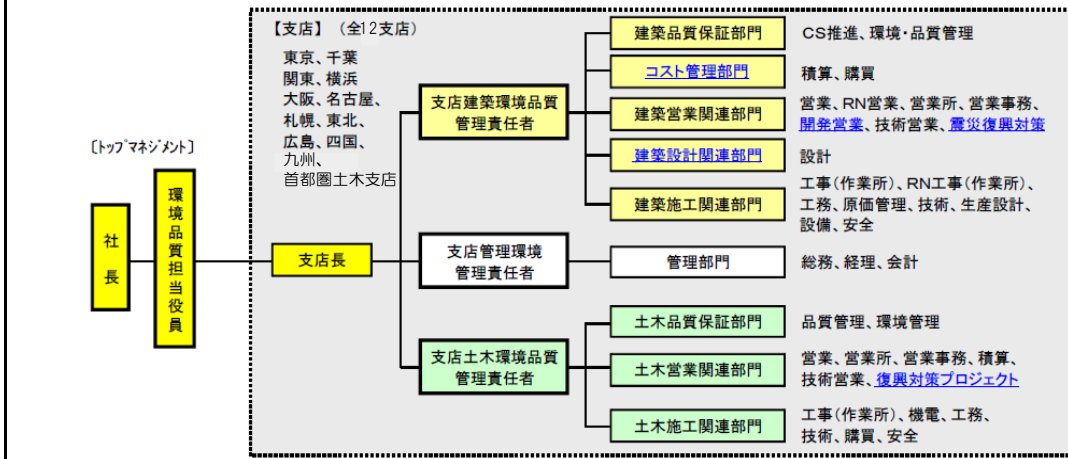 【支店】（全12支店）
東京、千葉
関東、横浜
大阪、名古屋、
札幌、東北、
広島、四国、
九州、
首都圏土木支店
〔トップマネジメント〕
社長
環境品質担当役員
支店長
支店建築環境品質
管理責任者
建築品質保証部門
CS推進、環境・品質管理
コスト管理部門
積算、購買
建築営業関連部門
営業、RN営業、営業所、営業事務、
開発営業、技術営業、震災復興対策
建築設計関連部門
設計
建築施工関連部門
工事（作業所）、RN工事（作業所）、
工務、原価管理、技術、生産設計、
設備、安全
支店管理環境
管理責任者
管理部門
総務、経理、会計
支店土木環境品質
管理責任者
土木品質保証部門
品質管理、環境管理
土木営業関連部門
営業、営業所、営業事務、積算、
技術営業、復興対策プロジェクト
土木施工関連部門
工事（作業所）、機電、工務、
技術、購買、安全